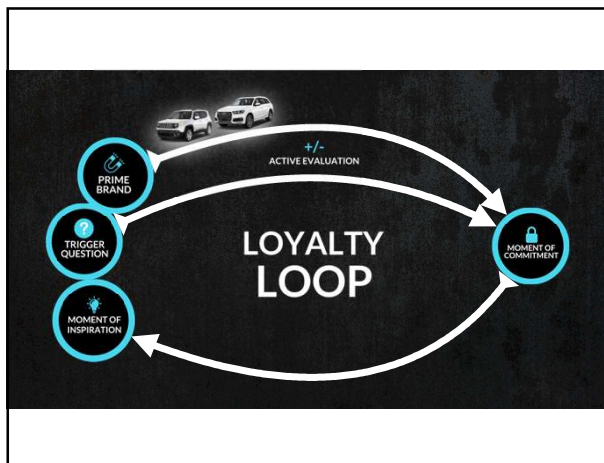 +/-
ACTIVE EVALUATION
PRIME
BRAND
?
TRIGGER
QUESTION
LOYALTY
LOOP
MOMENT OF
COMMITMENT
MOMENT OF
INSPIRATION